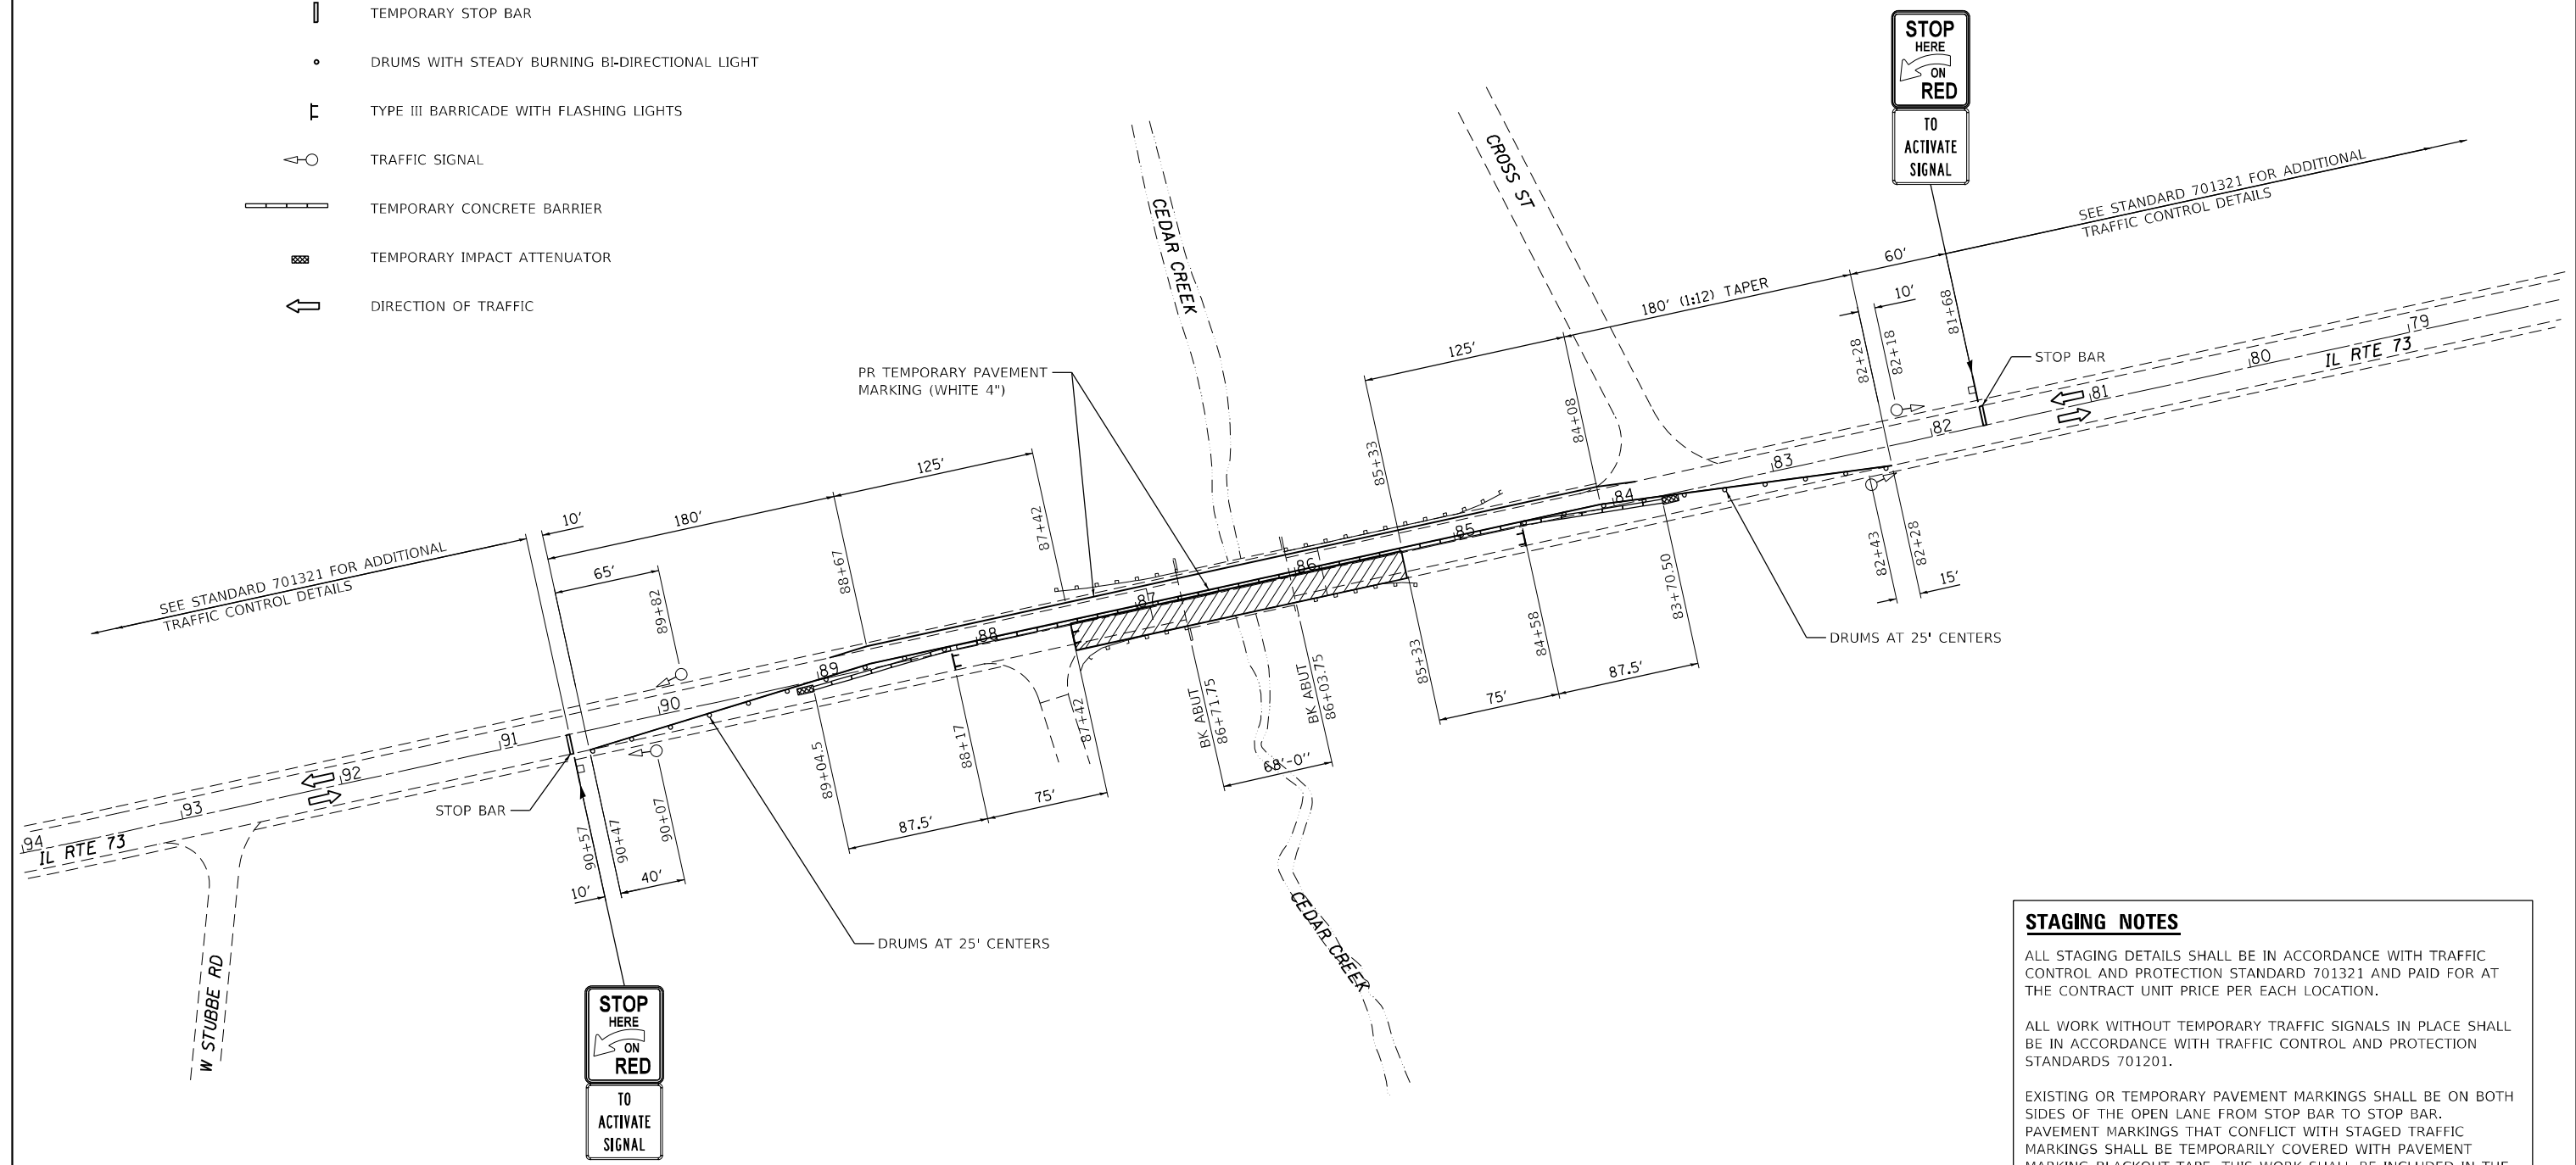 TEMPORARY STOP BAR
DRUMS WITH STEADY BURNING BI-DIRECTIONAL LIGHT
TYPE III BARRICADE WITH FLASHING LIGHTS
TRAFFIC SIGNAL
TEMPORARY CONCRETE BARRIER
TEMPORARY IMPACT ATTENUATOR
DIRECTION OF TRAFFIC
STOP
HERE
ON
RED
TO
ACTIVATE
SIGNAL
SEE STANDARD 701321 FOR ADDITIONAL
TRAFFIC CONTROL DETAILS
CEDAR CREEK
CROSS ST
60'
180' (1:12) TAPER
10'
125'
82+28
82+18
81+68
STOP BAR
79
80
IL RTE 73
81
82
83
84
85
86
87
88
89
90
91
92
93
94
IL RTE 73
PR TEMPORARY PAVEMENT
MARKING (WHITE 4")
85+33
84+08
125'
180'
10'
87+42
88+67
65'
89+82
SEE STANDARD 701321 FOR ADDITIONAL
TRAFFIC CONTROL DETAILS
82+43
82+28
15'
83+70.50
DRUMS AT 25' CENTERS
84+58
85+33
87.5'
75'
BK ABUT
86+03.75
BK ABUT
86+71.75
68'-0"
87+42
88+17
89+04.5
75'
87.5'
90+07
90+47
90+57
40'
10'
STOP BAR
DRUMS AT 25' CENTERS
CEDAR CREEK
W STUBBE RD
STOP
HERE
ON
RED
TO
ACTIVATE
SIGNAL
STAGING NOTES
ALL STAGING DETAILS SHALL BE IN ACCORDANCE WITH TRAFFIC
CONTROL AND PROTECTION STANDARD 701321 AND PAID FOR AT
THE CONTRACT UNIT PRICE PER EACH LOCATION.
ALL WORK WITHOUT TEMPORARY TRAFFIC SIGNALS IN PLACE SHALL
BE IN ACCORDANCE WITH TRAFFIC CONTROL AND PROTECTION
STANDARDS 701201.
EXISTING OR TEMPORARY PAVEMENT MARKINGS SHALL BE ON BOTH
SIDES OF THE OPEN LANE FROM STOP BAR TO STOP BAR.
PAVEMENT MARKINGS THAT CONFLICT WITH STAGED TRAFFIC
MARKINGS SHALL BE TEMPORARILY COVERED WITH PAVEMENT
MARKING BLACKOUT TAPE. THIS WORK SHALL BE INCLUDED IN THE